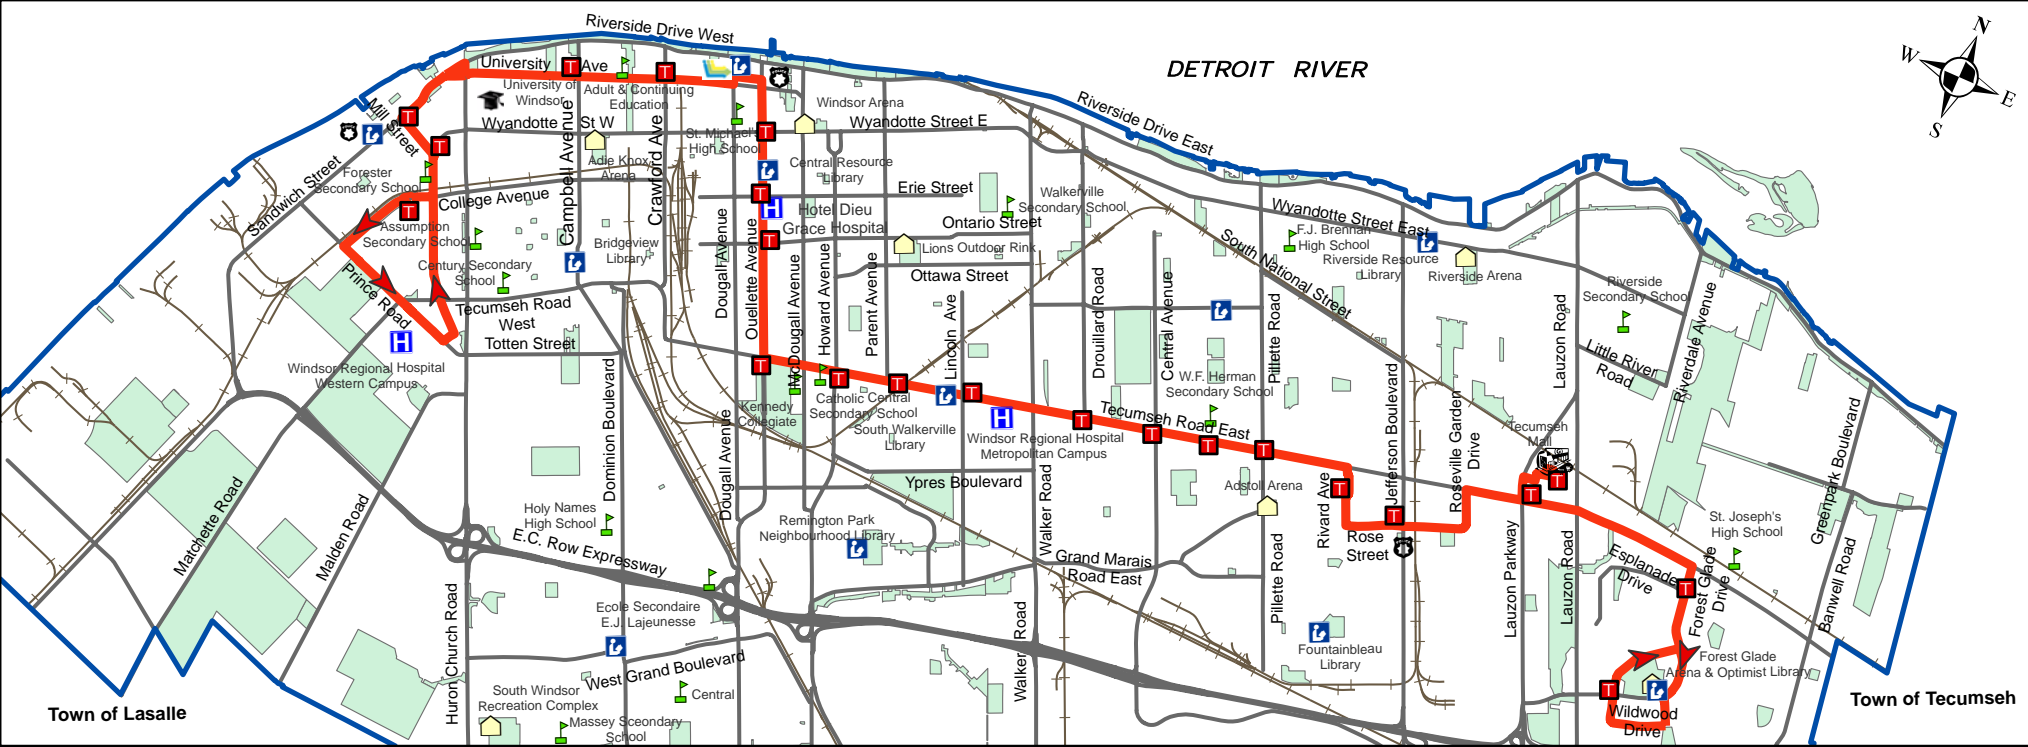 Riverside Drive West
N
W
E
S
DETROIT RIVER
University Ave
University of
Windsor
Adult & Continuing
Education
Riverside Drive East
Mill Street
Windsor Arena
Wyandotte St W
Wyandotte Street E
St. Michael's
High School
Adie Knox
Arena
Central Resource
Library
Sandwich Street
Forester
Secondary School
College Avenue
Campbell Avenue
Crawford Ave
Erie Street
Walkerville
Secondary School
Hotel Dieu
Grace Hospital
Ontario Street
Wyandotte Street East
Assumption
Secondary School
Bridgeview
Library
Lions Outdoor Rink
South National Street
F.J. Brennan
High School
Riverside Resource
Library
Riverside Arena
Century Secondary
School
Prince Road
Dougall Avenue
Ouellette Avenue
McDougall Avenue
Howard Avenue
Parent Avenue
Ottawa Street
Lincoln Ave
Drouillard Road
Central Avenue
Pillette Road
Riverside
Secondary School
Lauzon Road
Riverdale Avenue
Tecumseh Road
West
Totten Street
Little River
Road
Windsor Regional Hospital
Western Campus
Dominion Boulevard
Kennedy
Collegiate
Catholic Central
Secondary School
South Walkerville
Library
W.F. Herman
Secondary School
Tecumseh Road East
Windsor Regional Hospital
Metropolitan Campus
Jefferson Boulevard
Roseville Garden
Drive
Tecumseh
Mall
Greenpark Boulevard
Dougall Avenue
Ypres Boulevard
Walker Road
Adstoll Arena
Rivard Ave
Matchette Road
Malden Road
Holy Names
High School
Remington Park
Neighbourhood Library
E.C. Row Expressway
Grand Marais
Road East
Rose
Street
St. Joseph's
High School
Esplanade
Drive
Forest Glade
Drive
Lauzon Parkway
Lauzon Road
Banwell Road
Pillette Road
Huron Church Road
Ecole Secondaire
E.J. Lajeunesse
Walker Road
Fountainbleau
Library
Forest Glade
Arena & Optimist Library
West Grand Boulevard
South Windsor
Recreation Complex
Central
Massey Sceondary
School
Wildwood
Drive
Town of Lasalle
Town of Tecumseh